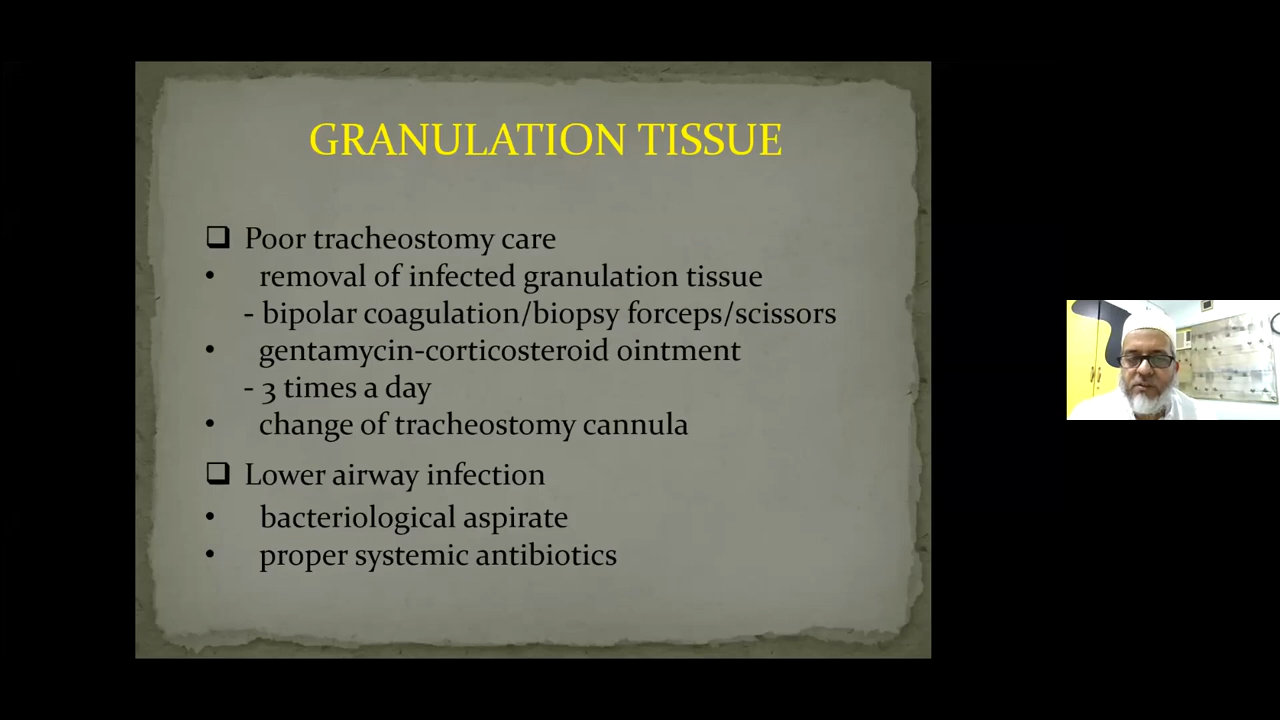 GRANULATION TISSUE
❑ Poor tracheostomy care
• removal of infected granulation tissue
- bipolar coagulation/biopsy forceps/scissors
• gentamycin-corticosteroid ointment
- 3 times a day
• change of tracheostomy cannula
❑ Lower airway infection
• bacteriological aspirate
• proper systemic antibiotics